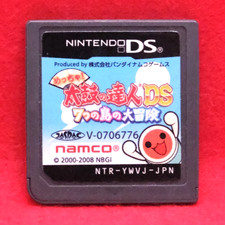 NINTENDO DS
Produced by 株式会社バンダイナムコゲームス
めっちゃ!
太鼓の達人DS
7つの島の大冒険
V-0706776
namco
© 2000-2008 NBGI
NTR-YWVJ-JPN